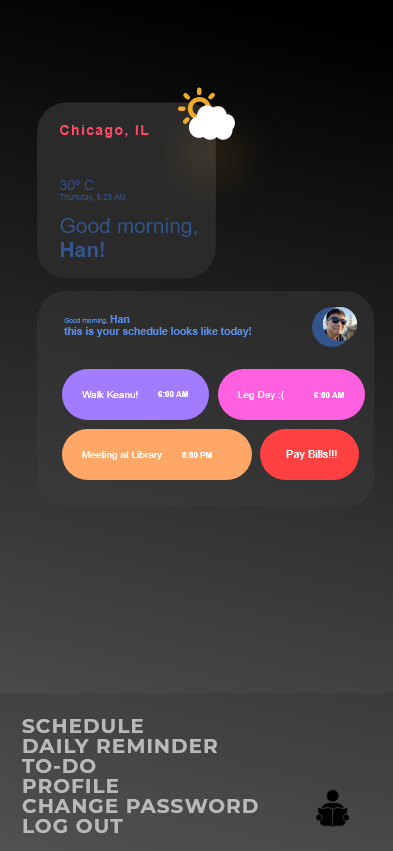 Chicago, IL
30º C
Thursday, 8:25 AM
Good morning,
Han!
Good morning, Han
this is your schedule looks like today!
Walk Keanu! 6:00 AM
Leg Day :( 6:00 AM
Meeting at Library 8:00 PM
Pay Bills!!!
SCHEDULE
DAILY REMINDER
TO-DO
PROFILE
CHANGE PASSWORD
LOG OUT